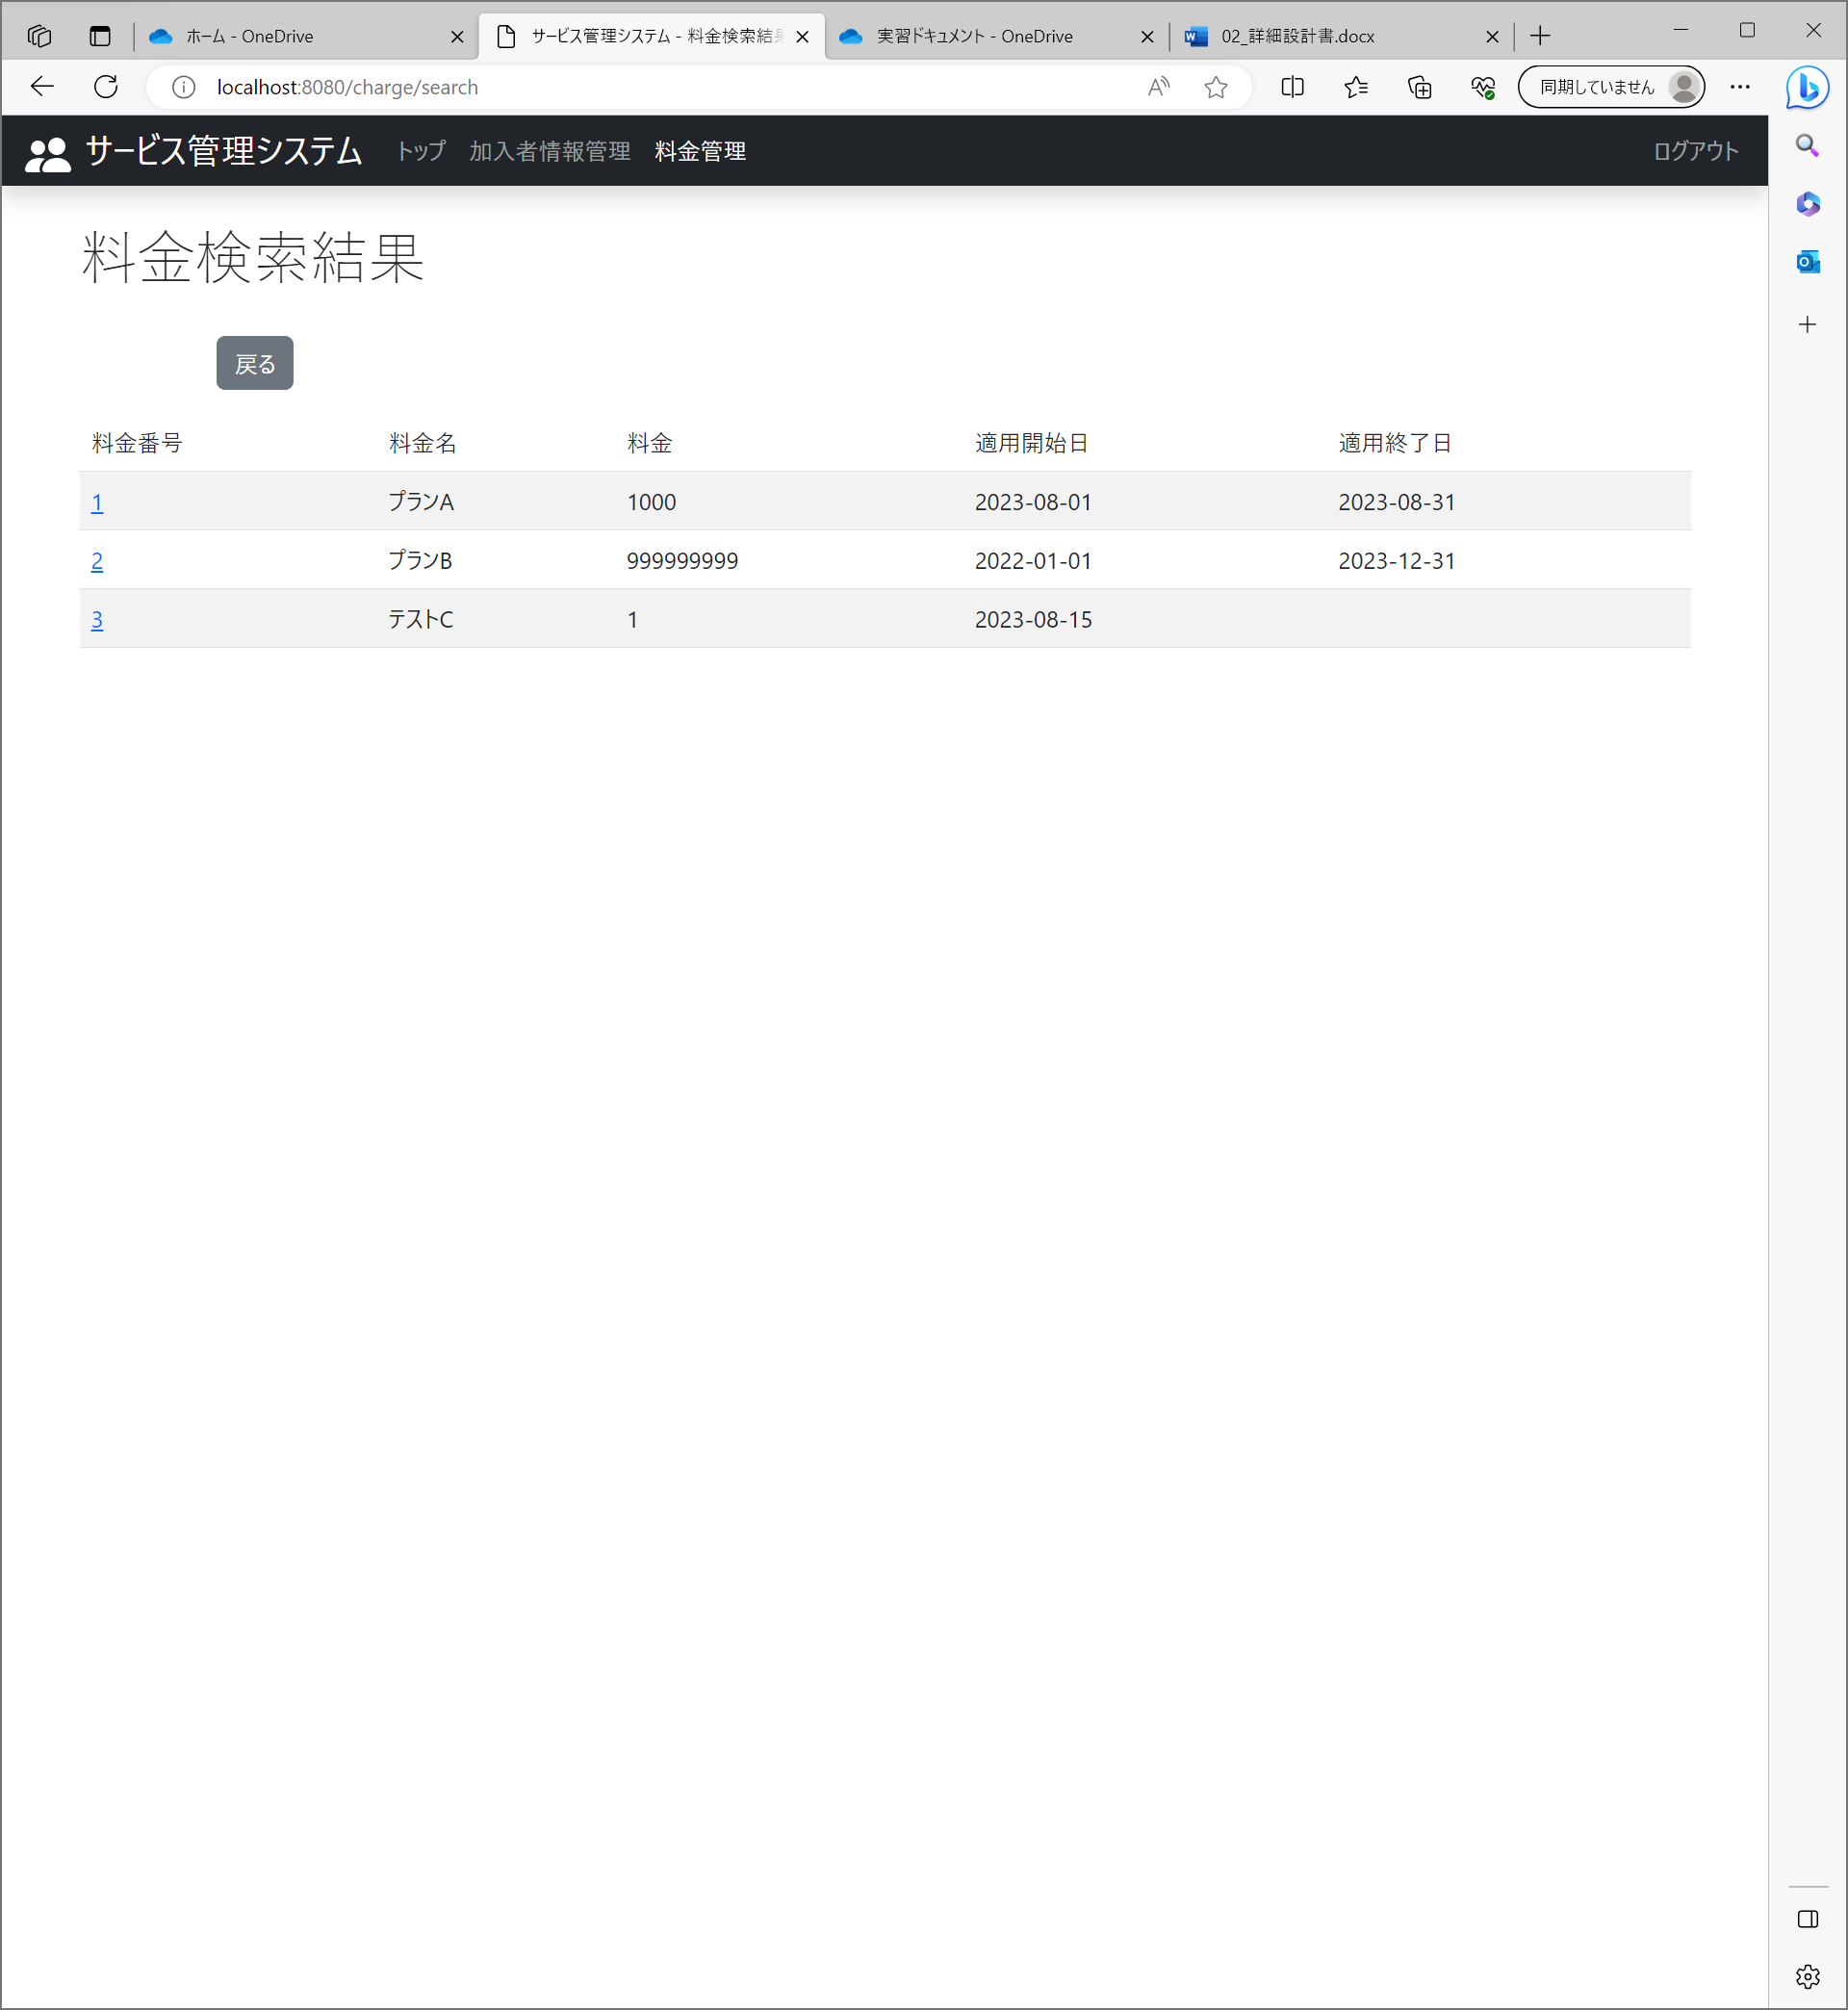 ホーム - OneDrive
サービス管理システム - 料金検索結
実習ドキュメント - OneDrive
02_詳細設計書.docx
localhost:8080/charge/search
同期していません
サービス管理システム トップ 加入者情報管理 料金管理 ログアウト
料金検索結果
戻る
料金番号 料金名 料金 適用開始日 適用終了日
1 プランA 1000 2023-08-01 2023-08-31
2 プランB 999999999 2022-01-01 2023-12-31
3 テストC 1 2023-08-15